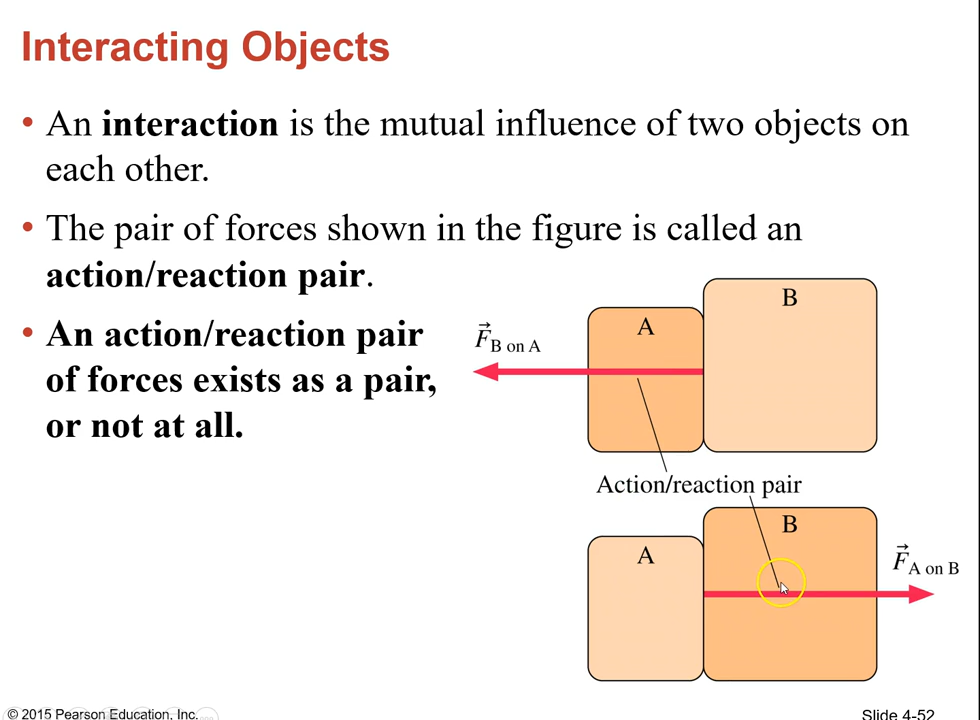 Interacting Objects
• An interaction is the mutual influence of two objects on
each other.
• The pair of forces shown in the figure is called an
action/reaction pair.
• An action/reaction pair
of forces exists as a pair,
or not at all.
A
B
F⃗ B on A
Action/reaction pair
A
B
F⃗ A on B
© 2015 Pearson Education, Inc.
Slide 4-52